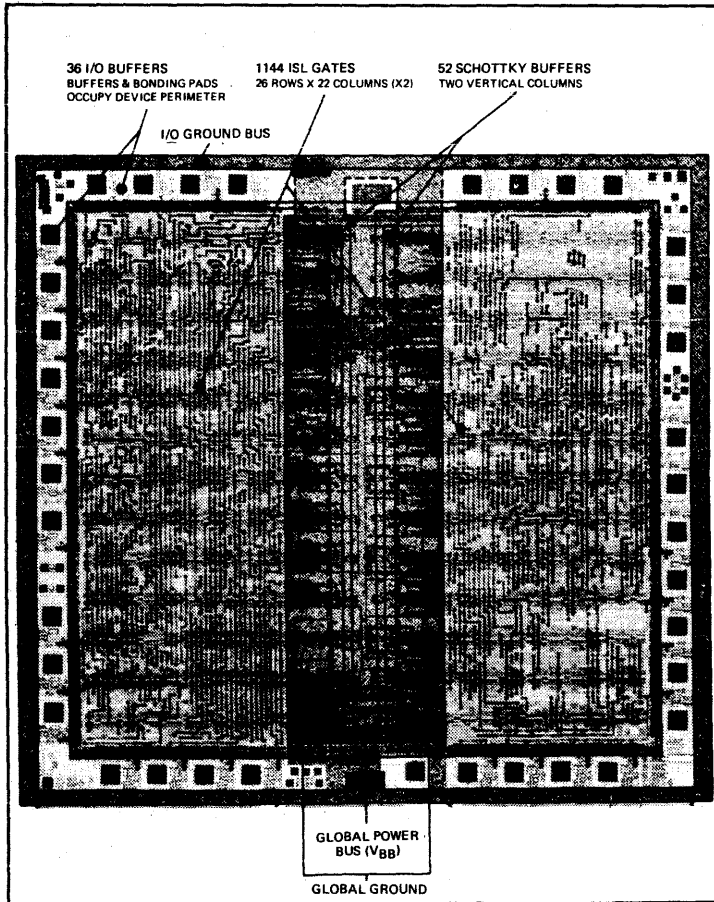 36 I/O BUFFERS
BUFFERS & BONDING PADS
OCCUPY DEVICE PERIMETER
1144 ISL GATES
26 ROWS X 22 COLUMNS (X2)
52 SCHOTTKY BUFFERS
TWO VERTICAL COLUMNS
I/O GROUND BUS
GLOBAL POWER
BUS (VBB)
GLOBAL GROUND